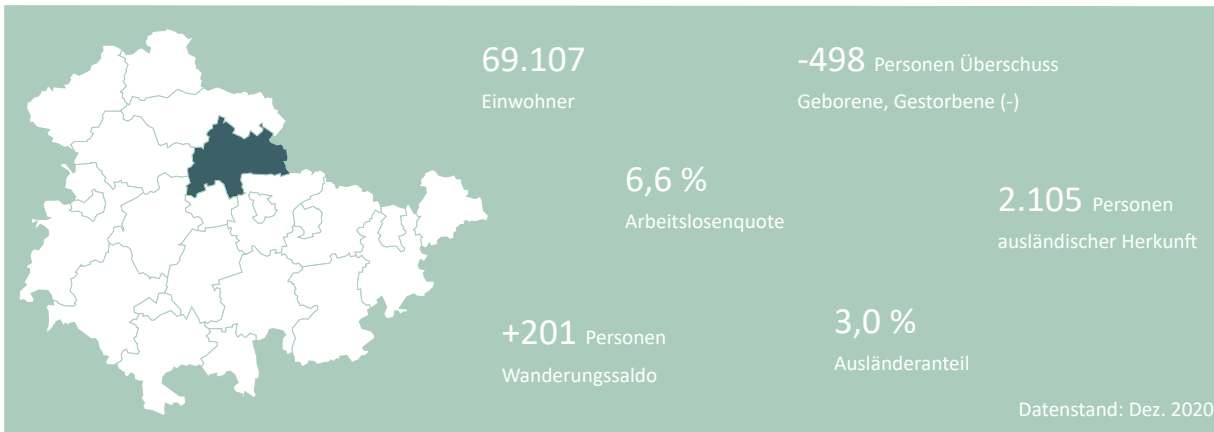 69.107
Einwohner
-498 Personen Überschuss
Geborene, Gestorbene (-)
6,6 %
Arbeitslosenquote
2.105 Personen
ausländischer Herkunft
+201 Personen
Wanderungssaldo
3,0 %
Ausländeranteil
Datenstand: Dez. 2020